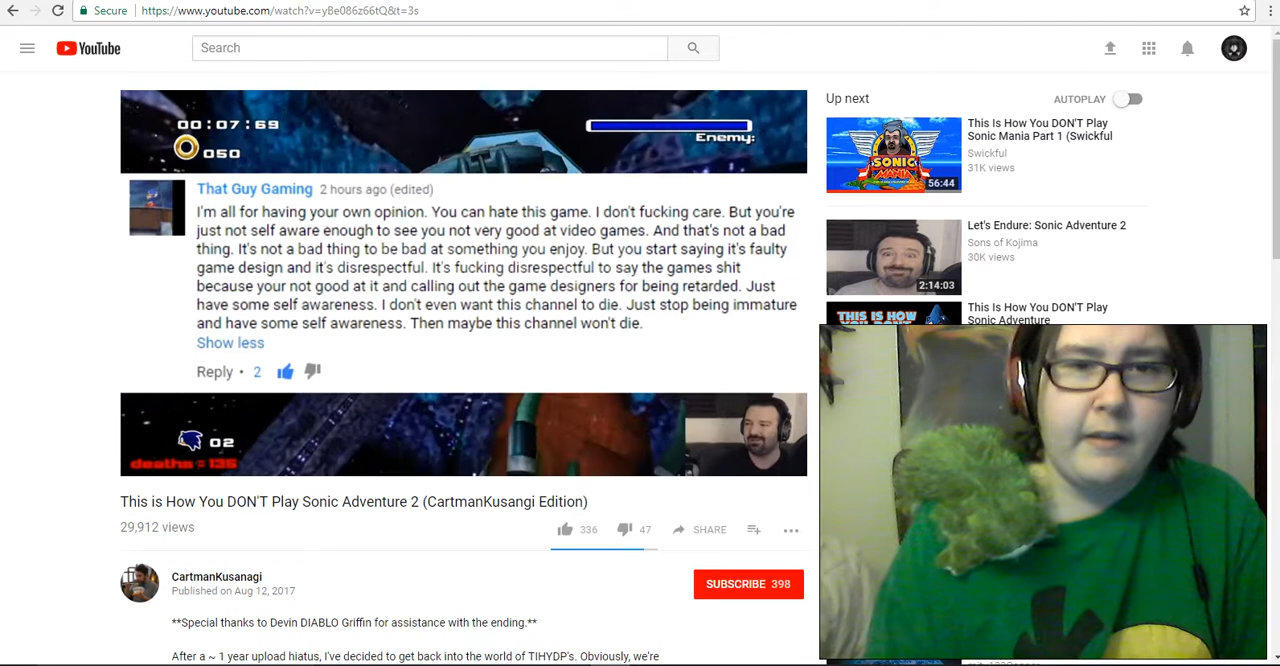 Secure https://www.youtube.com/watch?v=yBe086z66tQ&t=3s
YouTube
Search
00:07:69
050
Enemy:
That Guy Gaming 2 hours ago (edited)
I'm all for having your own opinion. You can hate this game. I don't fucking care. But you're
just not self aware enough to see you not very good at video games. And that's not a bad
thing. It's not a bad thing to be bad at something you enjoy. But you start saying it's faulty
game design and it's disrespectful. It's fucking disrespectful to say the games shit
because your not good at it and calling out the game designers for being retarded. Just
have some self awareness. I don't even want this channel to die. Just stop being immature
and have some self awareness. Then maybe this channel won't die.
Show less
Reply • 2
02
deaths = 136
This is How You DON'T Play Sonic Adventure 2 (CartmanKusangi Edition)
29,912 views
336
47
SHARE
CartmanKusanagi
Published on Aug 12, 2017
SUBSCRIBE 398
**Special thanks to Devin DIABLO Griffin for assistance with the ending.**
After a ~ 1 year upload hiatus, I've decided to get back into the world of TIHYDP's. Obviously, we're
Up next
AUTOPLAY
SONIC
MANIA
56:44
This Is How You DON'T Play
Sonic Mania Part 1 (Swickful
Swickful
31K views
2:14:03
Let's Endure: Sonic Adventure 2
Sons of Kojima
30K views
THIS IS HOW
This Is How You DON'T Play
Sonic Adventure